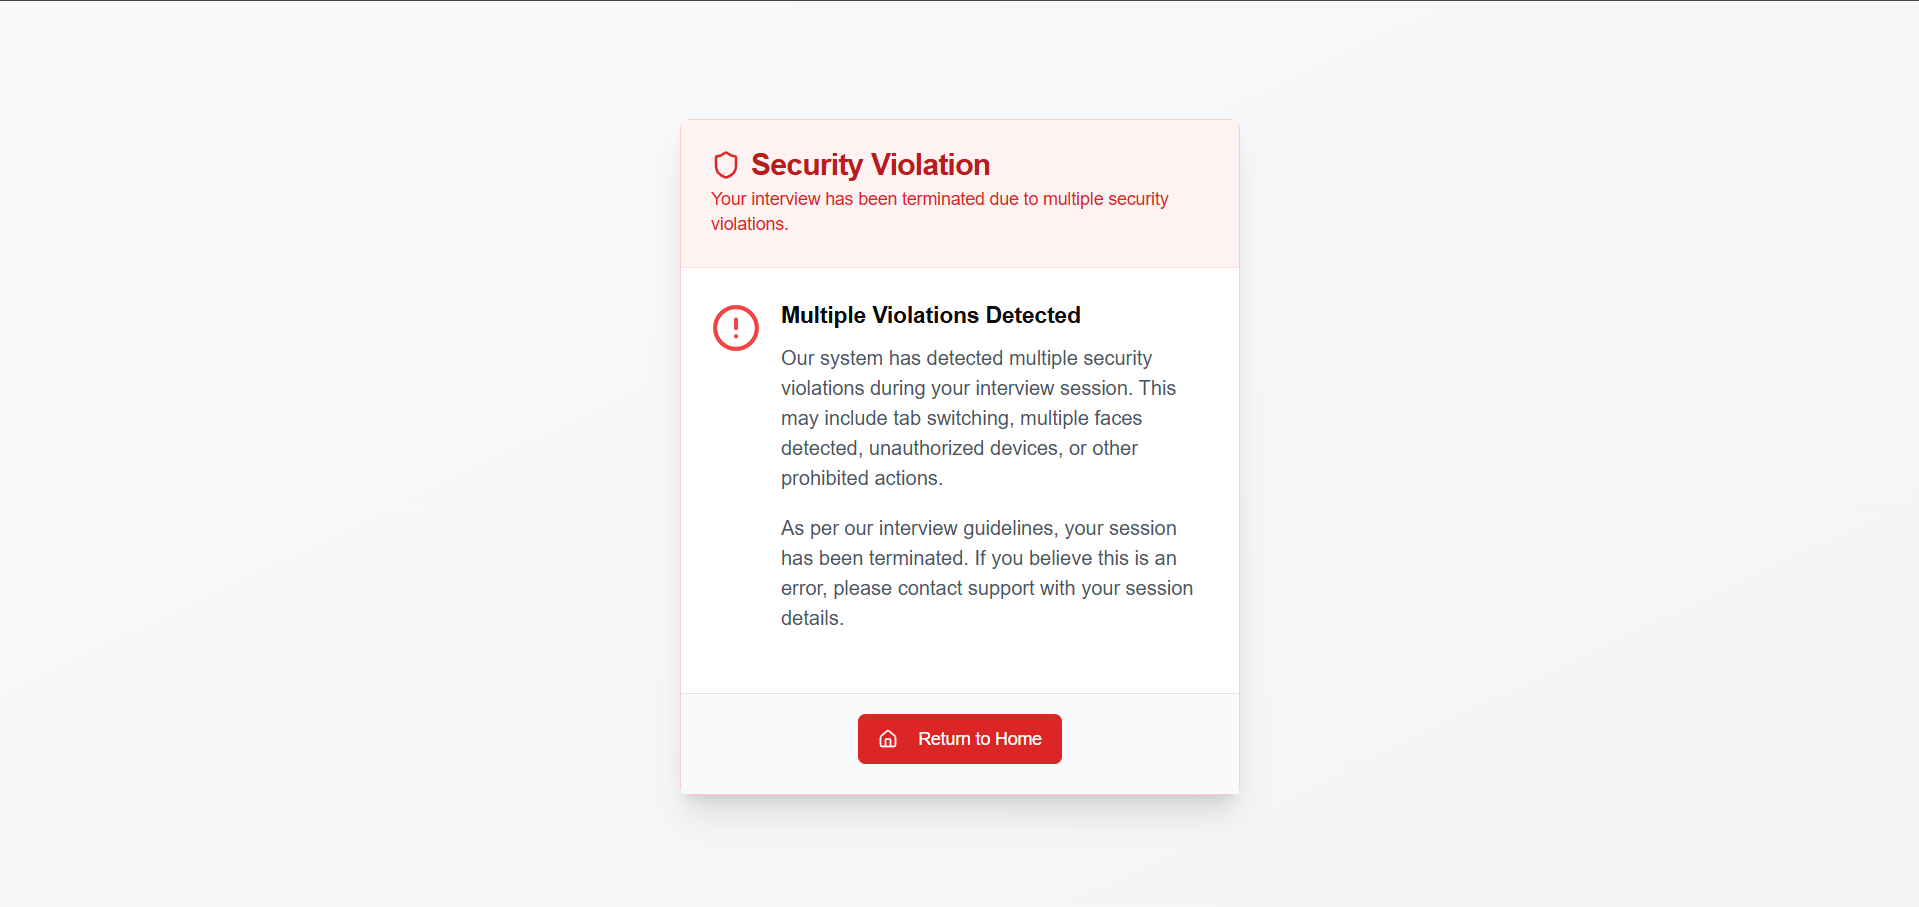 Security Violation
Your interview has been terminated due to multiple security
violations.
Multiple Violations Detected
Our system has detected multiple security
violations during your interview session. This
may include tab switching, multiple faces
detected, unauthorized devices, or other
prohibited actions.
As per our interview guidelines, your session
has been terminated. If you believe this is an
error, please contact support with your session
details.
Return to Home